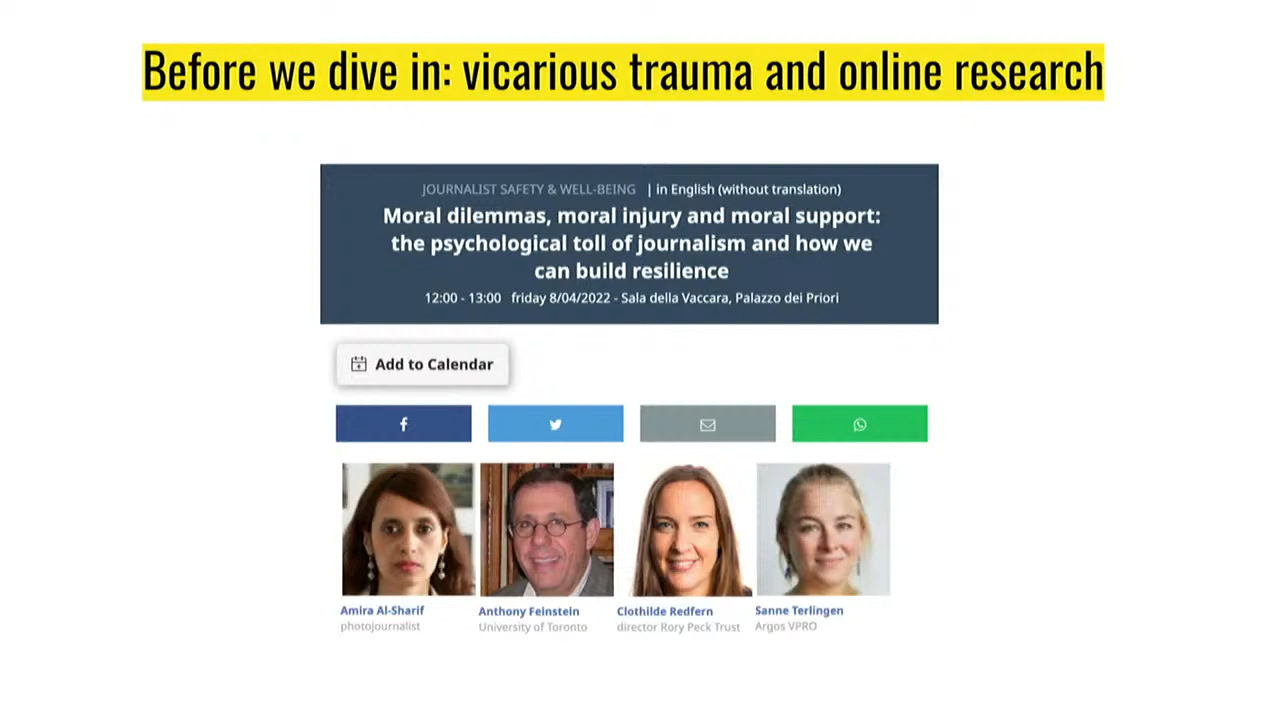 Before we dive in: vicarious trauma and online research
JOURNALIST SAFETY & WELL-BEING | in English (without translation)
Moral dilemmas, moral injury and moral support:
the psychological toll of journalism and how we
can build resilience
12:00 - 13:00 friday 8/04/2022 - Sala della Vaccara, Palazzo dei Priori
Add to Calendar
Amira Al-Sharif
photojournalist
Anthony Feinstein
University of Toronto
Clothilde Redfern
director Rory Peck Trust
Sanne Terlingen
Argos VPRO